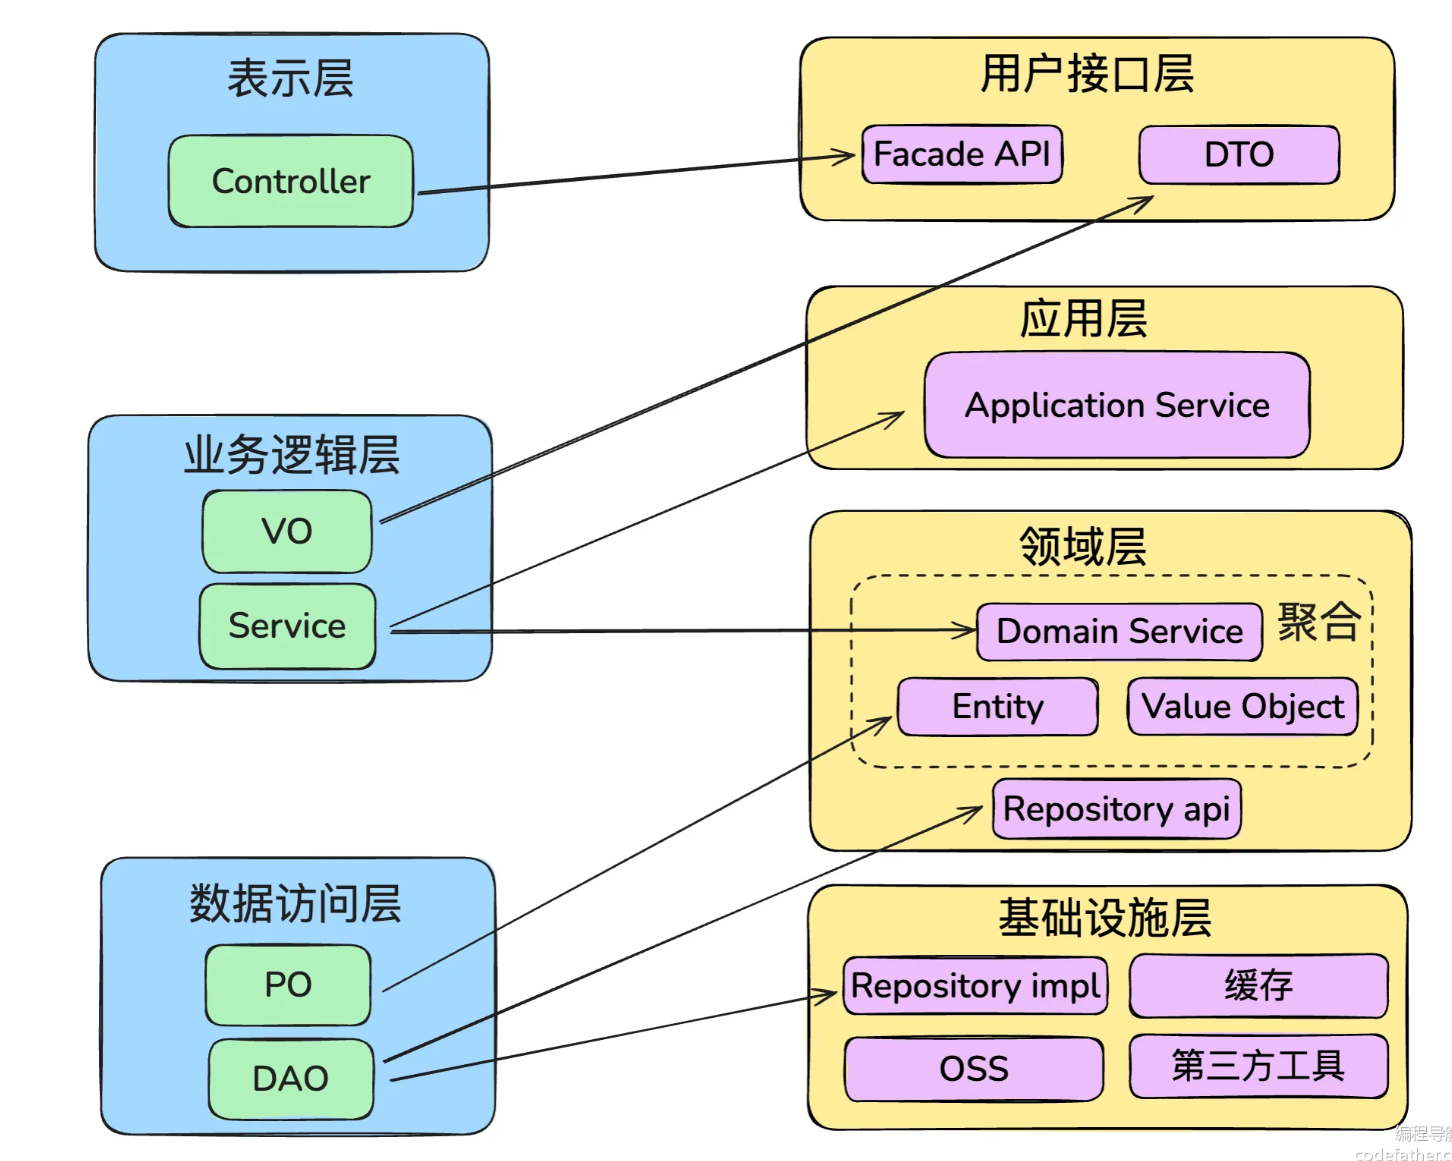 表示层
Controller
业务逻辑层
VO
Service
数据访问层
PO
DAO
用户接口层
Facade API
DTO
应用层
Application Service
领域层
聚合
Domain Service
Entity
Value Object
Repository api
基础设施层
Repository impl
缓存
OSS
第三方工具
编程导航
codefather.c